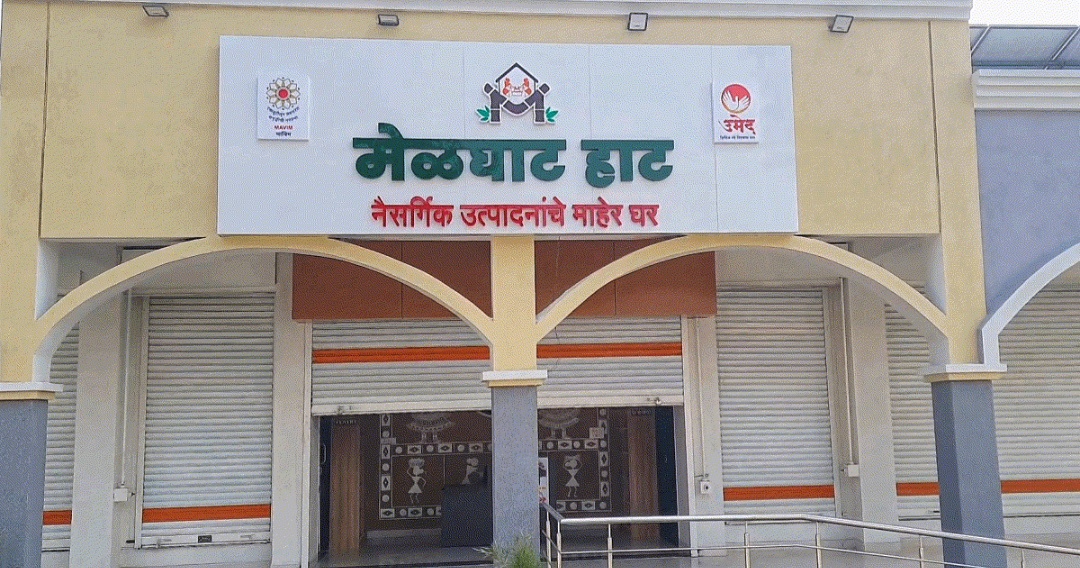 MAVIM
माविम
उमेद
मेळघाट हाट
नैसर्गिक उत्पादनांचे माहेर घर